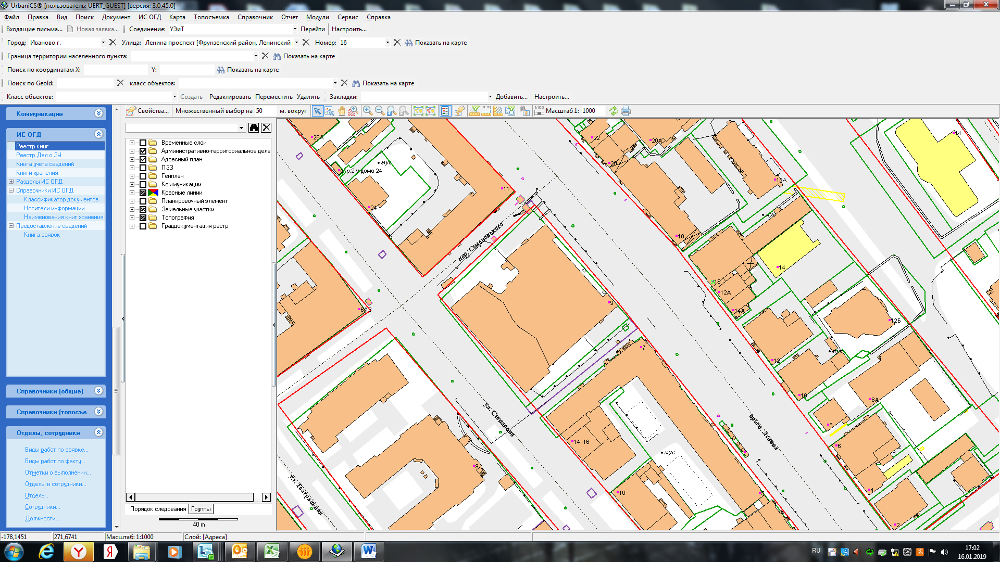 UrbaniCS® [пользователь: UERT_GUEST] [версия: 3.0.45.0]
Файл Правка Вид Поиск Документ ИС ОГД Карта Топосъемка Справочник Отчет Модули Сервис Справка
Входящие письма... Новая заявка... Соединение: УЭиТ Перейти Настроить...
Город: Иваново г. Улица: Ленина проспект [Фрунзенский район, Ленинский Номер: 16 Показать на карте
Граница территории населенного пункта: Показать на карте
Поиск по координатам X: Y: Показать на карте
Поиск по GeoId: класс объектов: Показать на карте
Класс объектов: Создать Редактировать Переместить Удалить Закладки: Добавить... Настроить...
Свойства... Множественный выбор на 50 м. вокруг 1:100 Масштаб 1: 1000
Коммуникации
ИС ОГД
Реестр книг
Реестр Дел о ЗУ
Книга учета сведений
Книги хранения
Разделы ИС ОГД
Справочники ИС ОГД
Классификатор документов
Носители информации
Наименования книг хранения
Предоставление сведений
Книга заявок
Справочники (общие)
Справочники (топосъе...
Отделы, сотрудники
Виды работ по заявке...
Виды работ по факту...
Отметки о выполнении...
Отделы и сотрудники...
Отделы...
Сотрудники...
Должности...
Временные слои
Административно-территориальное деле
Адресный план
ПЗЗ
Генплан
Коммуникации
Красные линии
Планировочный элемент
Земельные участки
Топография
Граддокументация растр
Порядок следования Группы
40 m
28А
22
20А
14
20
мус
стр.2 у дома 24
11
18А
24
мус
18
пер. Семеновского
14
16
12А
9
14А
6/13
12Б
7
мус
12
10
8А
ул. Степанова
просп. Ленина
8
14, 16
6
мус
9
ул. Театральная
10
5
4
2
-178,1451 271,6741 Масштаб: 1:1000 Слой: [Адреса]
RU
17:02
16.01.2019